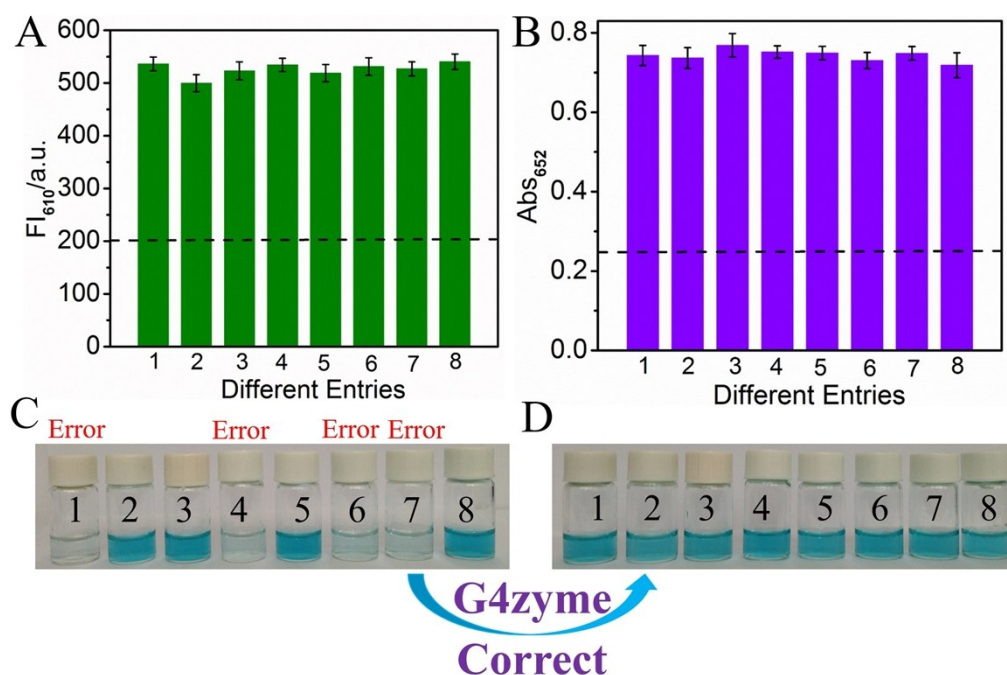 A
FI610/a.u.
600
500
400
300
200
100
0
1 2 3 4 5 6 7 8
Different Entries
B
Abs652
0.8
0.6
0.4
0.2
0.0
1 2 3 4 5 6 7 8
Different Entries
C
Error Error Error Error
1 2 3 4 5 6 7 8
D
1 2 3 4 5 6 7 8
G4zyme
Correct